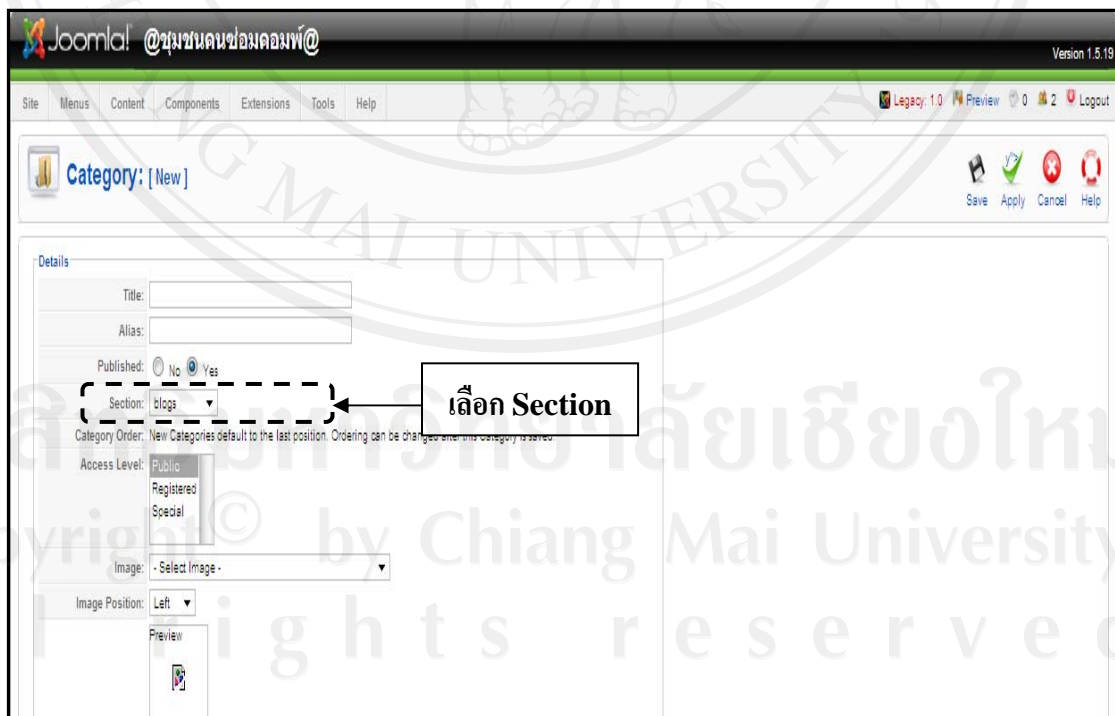 Joomla! @ชุมชนคนซ่อมคอมพ์@
Version 1.5.19
Site Menus Content Components Extensions Tools Help
Legacy: 1.0 Preview 0 2 Logout
Category: [ New ]
Save Apply Cancel Help
Details
Title:
Alias:
Published: No Yes
Section: blogs
เลือก Section
Category Order: New Categories default to the last position. Ordering can be changed after this Category is saved.
Access Level: Public
Registered
Special
Image: - Select Image -
Image Position: Left
Preview
MAI UNIVERSITY
by Chiang Mai University
rights